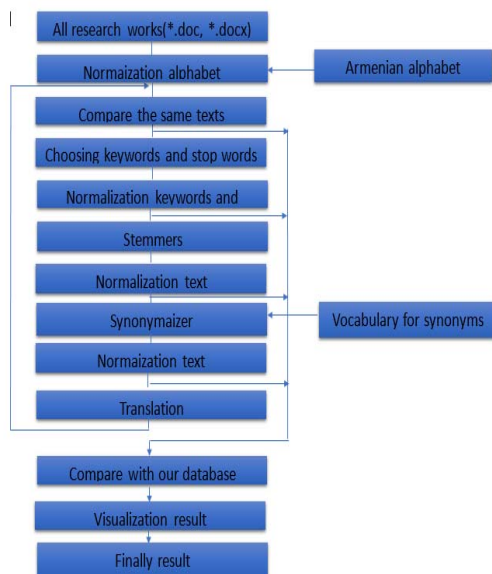 All research works(*.doc, *.docx)
Normaization alphabet
Armenian alphabet
Compare the same texts
Choosing keywords and stop words
Normalization keywords and
Stemmers
Normalization text
Synonymaizer
Vocabulary for synonyms
Normaization text
Translation
Compare with our database
Visualization result
Finally result